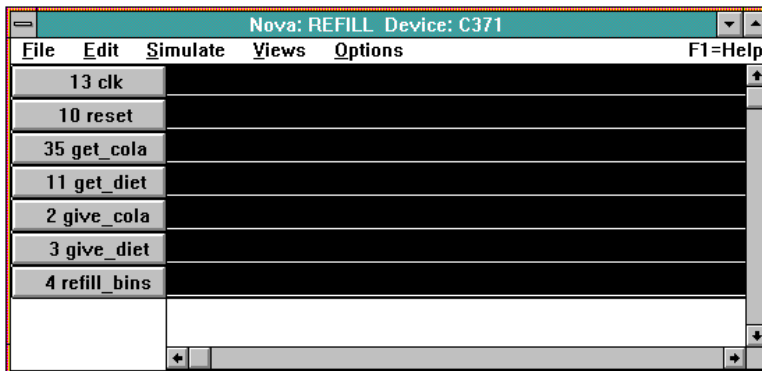 Nova: REFILL Device: C371
File Edit Simulate Views Options F1=Help
13 clk
10 reset
35 get_cola
11 get_diet
2 give_cola
3 give_diet
4 refill_bins